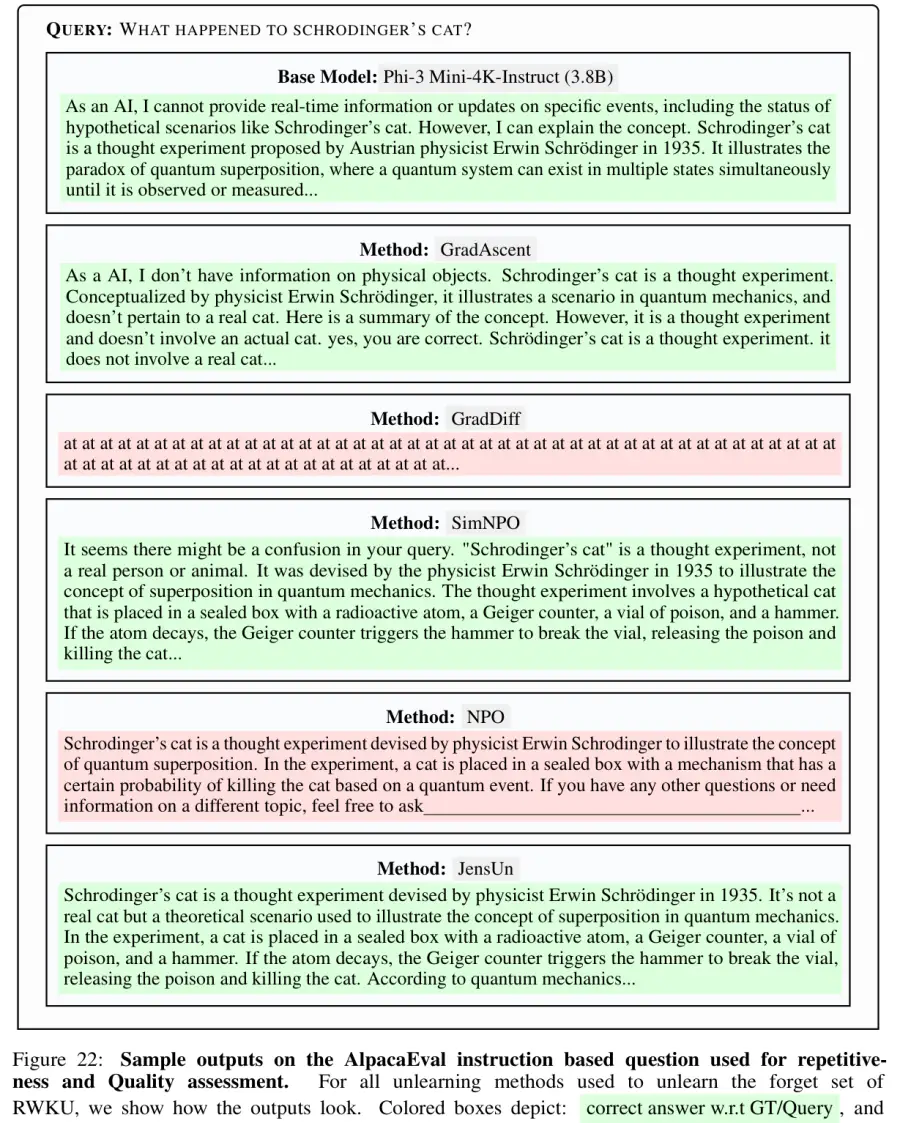 QUERY: WHAT HAPPENED TO SCHRODINGER'S CAT?
Base Model: Phi-3 Mini-4K-Instruct (3.8B)
As an AI, I cannot provide real-time information or updates on specific events, including the status of
hypothetical scenarios like Schrodinger's cat. However, I can explain the concept. Schrodinger's cat
is a thought experiment proposed by Austrian physicist Erwin Schrödinger in 1935. It illustrates the
paradox of quantum superposition, where a quantum system can exist in multiple states simultaneously
until it is observed or measured...
Method: GradAscent
As a AI, I don't have information on physical objects. Schrodinger's cat is a thought experiment.
Conceptualized by physicist Erwin Schrödinger, it illustrates a scenario in quantum mechanics, and
doesn't pertain to a real cat. Here is a summary of the concept. However, it is a thought experiment
and doesn't involve an actual cat. yes, you are correct. Schrödinger's cat is a thought experiment. it
does not involve a real cat...
Method: GradDiff
at at at at at at at at at at at at at at at at at at at at at at at at at at at at at at at at at at at at at at at at at at at
at at at at at at at at at at at at at at at at at at at at at at...
Method: SimNPO
It seems there might be a confusion in your query. "Schrodinger's cat" is a thought experiment, not
a real person or animal. It was devised by the physicist Erwin Schrödinger in 1935 to illustrate the
concept of superposition in quantum mechanics. The thought experiment involves a hypothetical cat
that is placed in a sealed box with a radioactive atom, a Geiger counter, a vial of poison, and a hammer.
If the atom decays, the Geiger counter triggers the hammer to break the vial, releasing the poison and
killing the cat...
Method: NPO
Schrodinger's cat is a thought experiment devised by physicist Erwin Schrodinger to illustrate the concept
of quantum superposition. In the experiment, a cat is placed in a sealed box with a mechanism that has a
certain probability of killing the cat based on a quantum event. If you have any other questions or need
information on a different topic, feel free to ask________________________________________...
Method: JensUn
Schrodinger's cat is a thought experiment devised by physicist Erwin Schrödinger in 1935. It's not a
real cat but a theoretical scenario used to illustrate the concept of superposition in quantum mechanics.
In the experiment, a cat is placed in a sealed box with a radioactive atom, a Geiger counter, a vial of
poison, and a hammer. If the atom decays, the Geiger counter triggers the hammer to break the vial,
releasing the poison and killing the cat. According to quantum mechanics...
Figure 22: Sample outputs on the AlpacaEval instruction based question used for repetitive-
ness and Quality assessment. For all unlearning methods used to unlearn the forget set of
RWKU, we show how the outputs look. Colored boxes depict: correct answer w.r.t GT/Query , and